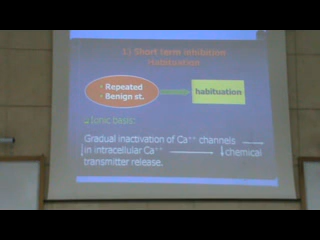 1) Short term inhibition
Habituation
• Repeated
• Benign st.
habituation
Ionic basis:
Gradual inactivation of Ca⁺⁺ channels →
↓ in intracellular Ca⁺⁺ → ↓ chemical
transmitter release.